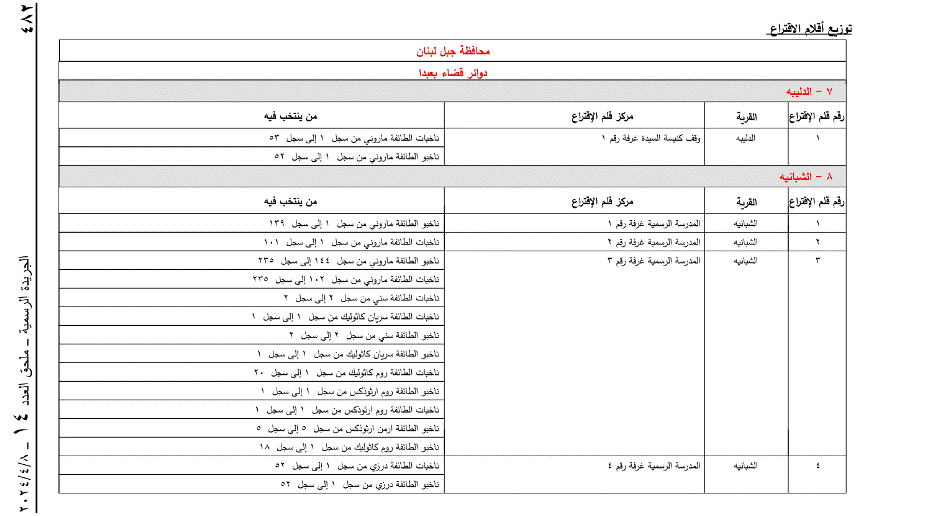 توزيع أقلام الاقتراع
محافظة جبل لبنان
دوائر قضاء بعبدا
٧ - الدليبه
رقم قلم الإقتراع القرية مركز قلم الإقتراع من ينتخب فيه
١ الدليبه وقف كنيسة السيدة غرفة رقم ١ ناخبات الطائفة ماروني من سجل ١ إلى سجل ٥٣
ناخبو الطائفة ماروني من سجل ١ إلى سجل ٥٢
٨ - الشبانيه
رقم قلم الإقتراع القرية مركز قلم الإقتراع من ينتخب فيه
١ الشبانيه المدرسة الرسمية غرفة رقم ١ ناخبو الطائفة ماروني من سجل ١ إلى سجل ١٣٩
٢ الشبانيه المدرسة الرسمية غرفة رقم ٢ ناخبات الطائفة ماروني من سجل ١ إلى سجل ١٠١
٣ الشبانيه المدرسة الرسمية غرفة رقم ٣ ناخبو الطائفة ماروني من سجل ١٤٤ إلى سجل ٢٣٥
ناخبات الطائفة ماروني من سجل ١٠٢ إلى سجل ٢٣٥
ناخبات الطائفة سني من سجل ٢ إلى سجل ٢
ناخبات الطائفة سريان كاثوليك من سجل ١ إلى سجل ١
ناخبو الطائفة سني من سجل ٢ إلى سجل ٢
ناخبو الطائفة سريان كاثوليك من سجل ١ إلى سجل ١
ناخبات الطائفة روم كاثوليك من سجل ١ إلى سجل ٢٠
ناخبو الطائفة روم ارثوذكس من سجل ١ إلى سجل ١
ناخبات الطائفة روم ارثوذكس من سجل ١ إلى سجل ١
ناخبو الطائفة ارمن ارثوذكس من سجل ٥ إلى سجل ٥
ناخبو الطائفة روم كاثوليك من سجل ١ إلى سجل ١٨
٤ الشبانيه المدرسة الرسمية غرفة رقم ٤ ناخبات الطائفة درزي من سجل ١ إلى سجل ٥٢
ناخبو الطائفة درزي من سجل ١ إلى سجل ٥٢
٤٨٢
الجريدة الرسمية - ملحق العدد ١٤ - ٢٠٢٤/٤/٨